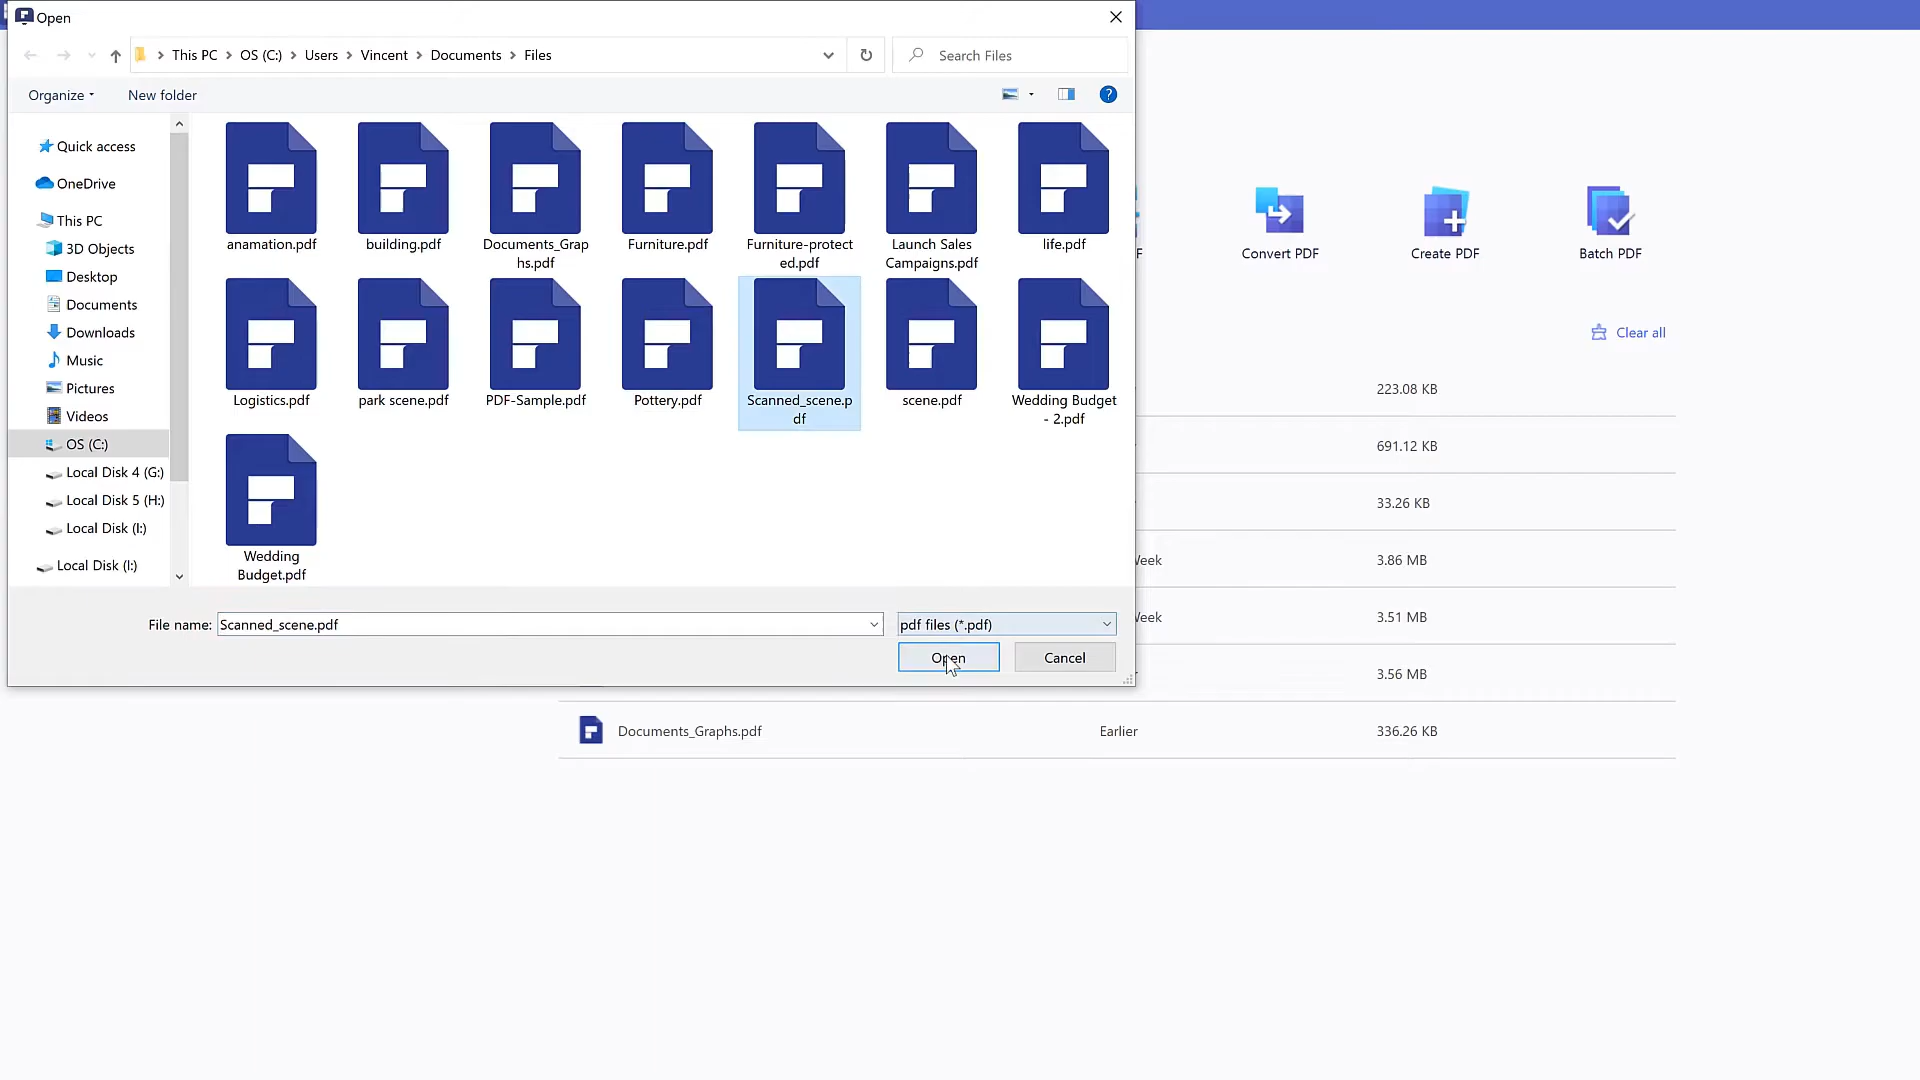 Open
This PC > OS (C:) > Users > Vincent > Documents > Files
Search Files
Organize
New folder
?
Quick access
OneDrive
This PC
3D Objects
Desktop
Documents
Downloads
Music
Pictures
Videos
OS (C:)
Local Disk 4 (G:)
Local Disk 5 (H:)
Local Disk (I:)
Local Disk (I:)
anamation.pdf
building.pdf
Documents_Grap
hs.pdf
Furniture.pdf
Furniture-protect
ed.pdf
Launch Sales
Campaigns.pdf
life.pdf
Logistics.pdf
park scene.pdf
PDF-Sample.pdf
Pottery.pdf
Scanned_scene.p
df
scene.pdf
Wedding Budget
- 2.pdf
Wedding
Budget.pdf
File name: Scanned_scene.pdf
pdf files (*.pdf)
Open
Cancel
Convert PDF
Create PDF
Batch PDF
Clear all
223.08 KB
691.12 KB
33.26 KB
3.86 MB
3.51 MB
3.56 MB
Documents_Graphs.pdf Earlier 336.26 KB